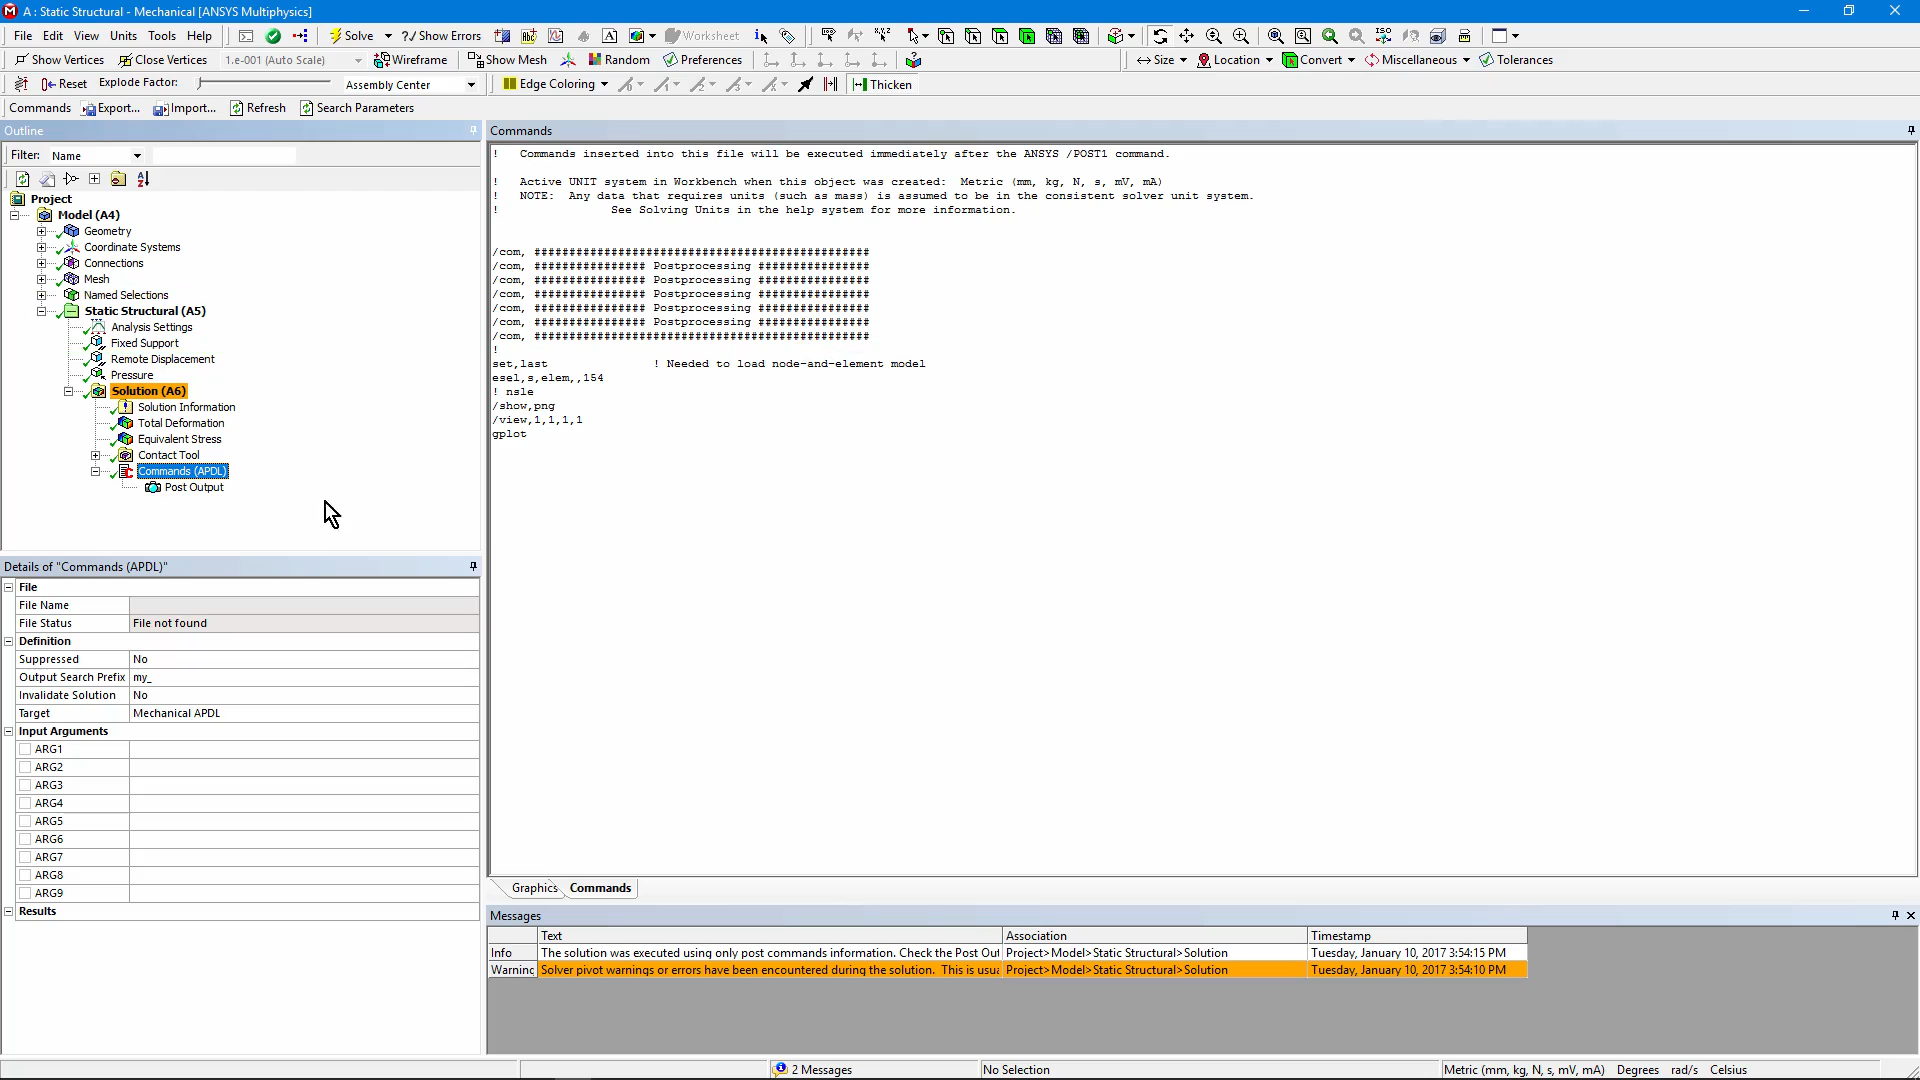 A : Static Structural - Mechanical [ANSYS Multiphysics]
File Edit View Units Tools Help Solve ?/ Show Errors Worksheet
Show Vertices Close Vertices 1.e-001 (Auto Scale) Wireframe Show Mesh Random Preferences Size Location Convert Miscellaneous Tolerances
Reset Explode Factor: Assembly Center Edge Coloring Thicken
Commands Export... Import... Refresh Search Parameters
Outline
Filter: Name
Project
Model (A4)
Geometry
Coordinate Systems
Connections
Mesh
Named Selections
Static Structural (A5)
Analysis Settings
Fixed Support
Remote Displacement
Pressure
Solution (A6)
Solution Information
Total Deformation
Equivalent Stress
Contact Tool
Commands (APDL)
Post Output
Details of "Commands (APDL)"
File
File Name
File Status File not found
Definition
Suppressed No
Output Search Prefix my_
Invalidate Solution No
Target Mechanical APDL
Input Arguments
ARG1
ARG2
ARG3
ARG4
ARG5
ARG6
ARG7
ARG8
ARG9
Results
Commands
! Commands inserted into this file will be executed immediately after the ANSYS /POST1 command.
! Active UNIT system in Workbench when this object was created: Metric (mm, kg, N, s, mV, mA)
! NOTE: Any data that requires units (such as mass) is assumed to be in the consistent solver unit system.
! See Solving Units in the help system for more information.
/com, ################################################
/com, ################ Postprocessing ################
/com, ################ Postprocessing ################
/com, ################ Postprocessing ################
/com, ################ Postprocessing ################
/com, ################ Postprocessing ################
/com, ################################################
!
set,last ! Needed to load node-and-element model
esel,s,elem,,154
! nsle
/show,png
/view,1,1,1,1
gplot
Graphics Commands
Messages
Text Association Timestamp
Info The solution was executed using only post commands information. Check the Post Out Project>Model>Static Structural>Solution Tuesday, January 10, 2017 3:54:15 PM
Warning Solver pivot warnings or errors have been encountered during the solution. This is usua Project>Model>Static Structural>Solution Tuesday, January 10, 2017 3:54:10 PM
2 Messages No Selection Metric (mm, kg, N, s, mV, mA) Degrees rad/s Celsius